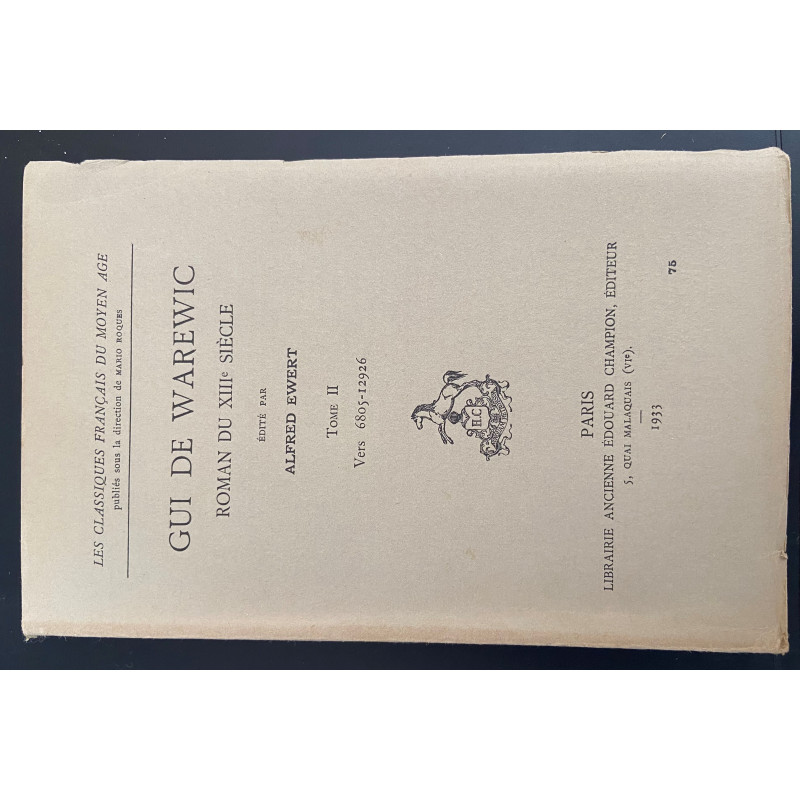 LES CLASSIQUES FRANÇAIS DU MOYEN AGE
publiés sous la direction de MARIO ROQUES
GUI DE WAREWIC
ROMAN DU XIIIe SIÈCLE
ÉDITÉ PAR
ALFRED EWERT
TOME II
Vers 6805-12926
H.C
PARIS
LIBRAIRIE ANCIENNE ÉDOUARD CHAMPION, ÉDITEUR
5, QUAI MALAQUAIS (VIe).
1933
75